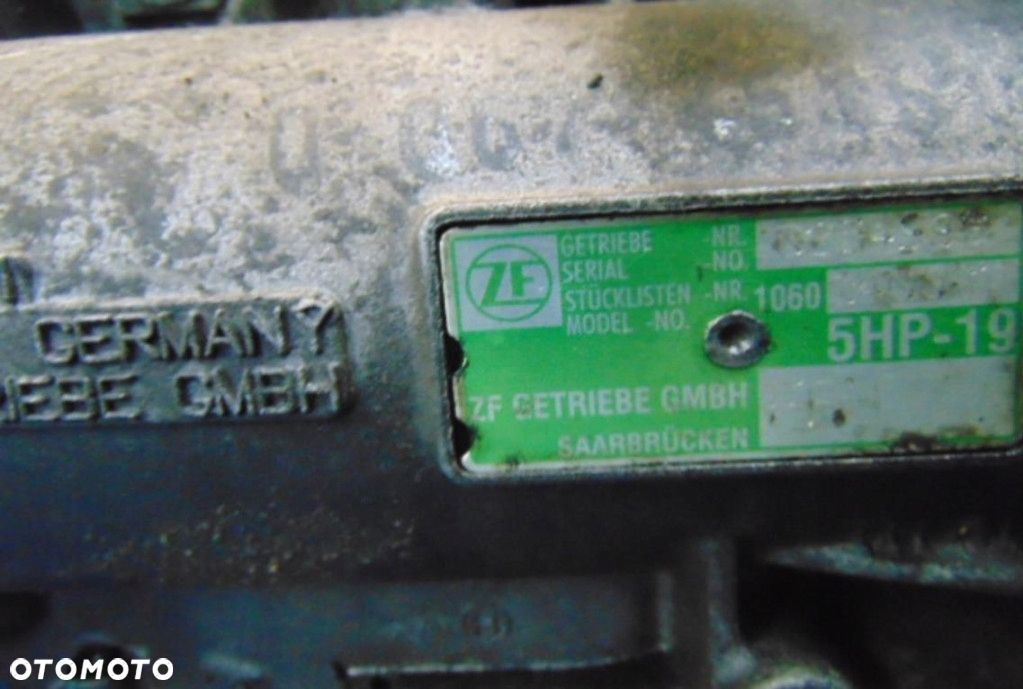 GERMANY
GMBH
ZF
GETRIEBE -NR.
SERIAL -NO.
STÜCKLISTEN -NR. 1060
MODEL -NO.
5HP-19
ZF GETRIEBE GMBH
SAARBRÜCKEN
OTOMOTO